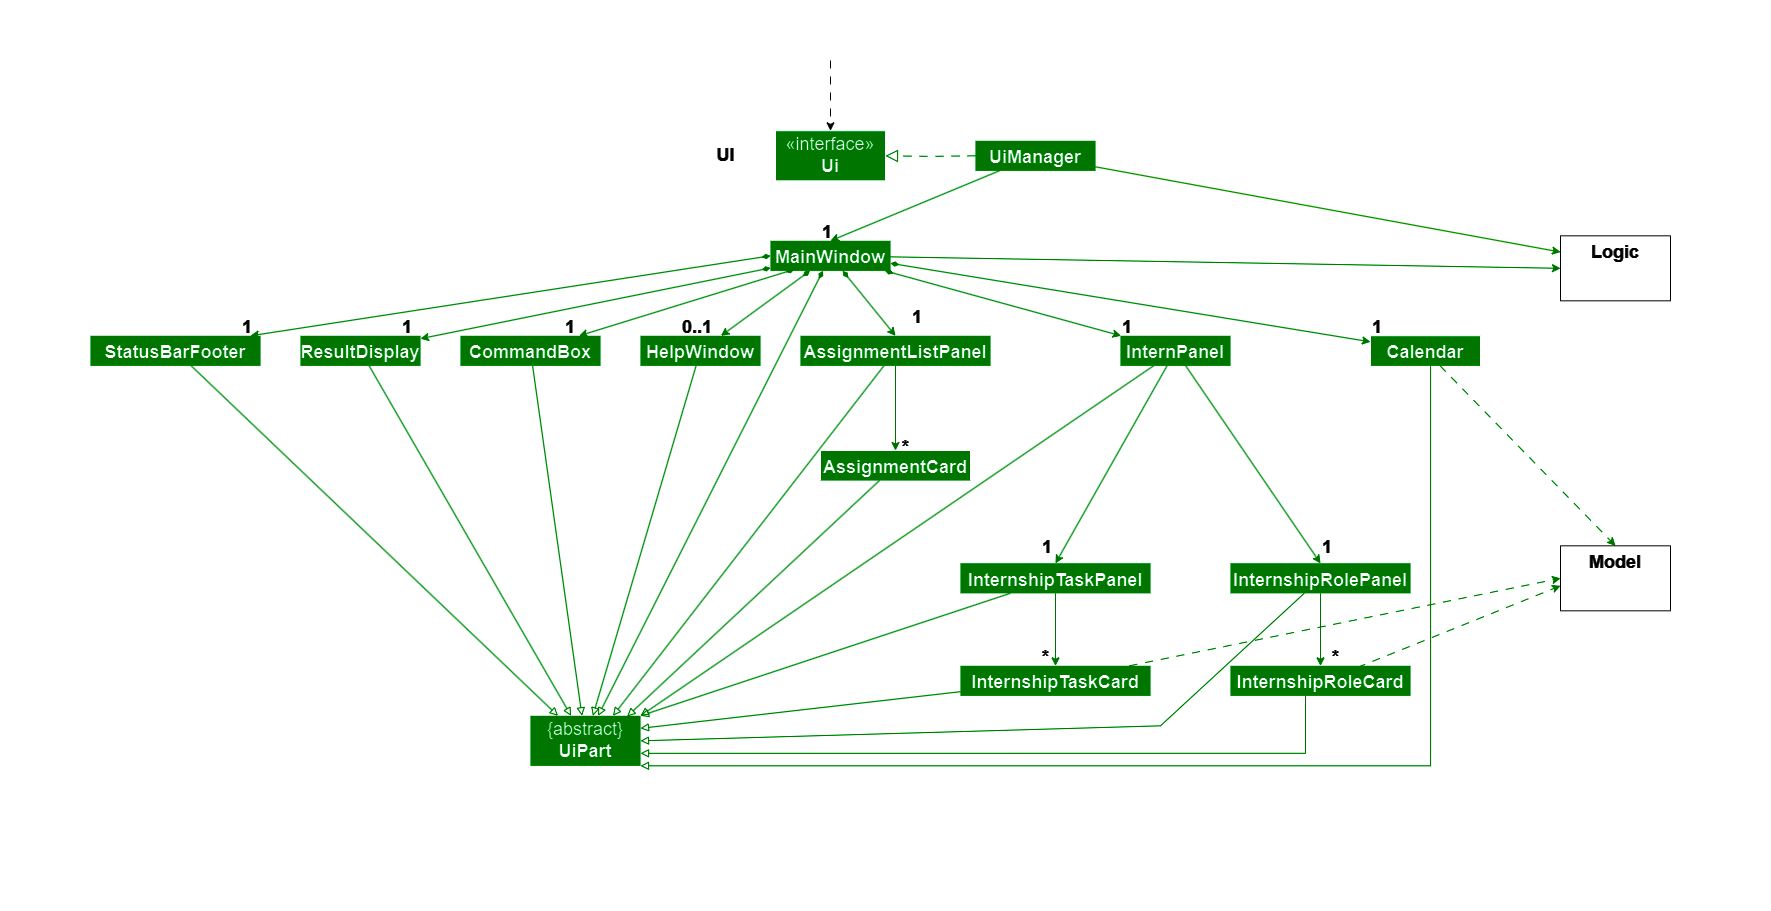 «interface»
UI
Ui
UiManager
1
MainWindow
Logic
1
1
1
0..1
1
1
1
StatusBarFooter
ResultDisplay
CommandBox
HelpWindow
AssignmentListPanel
InternPanel
Calendar
*
AssignmentCard
1
1
Model
InternshipTaskPanel
InternshipRolePanel
*
*
InternshipTaskCard
InternshipRoleCard
{abstract}
UiPart